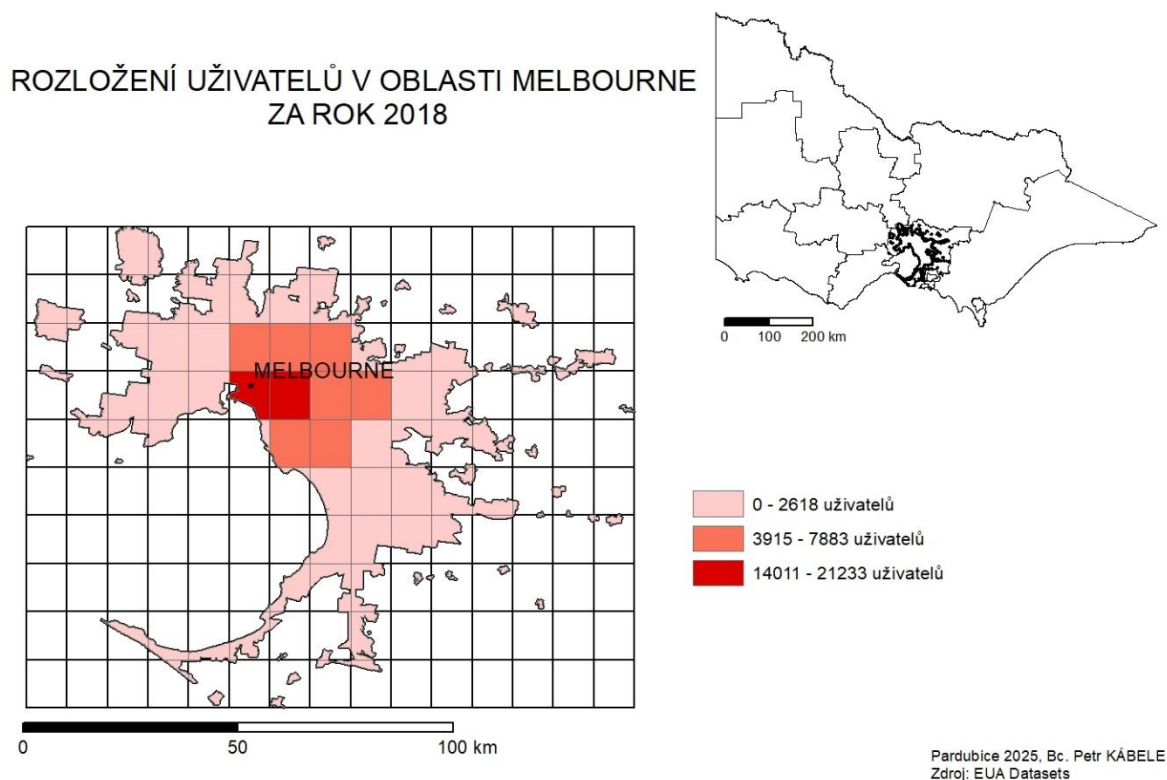 ROZLOŽENÍ UŽIVATELŮ V OBLASTI MELBOURNE
ZA ROK 2018
0 100 200 km
MELBOURNE
0 - 2618 uživatelů
3915 - 7883 uživatelů
14011 - 21233 uživatelů
0 50 100 km
Pardubice 2025, Bc. Petr KÁBELE
Zdroj: EUA Datasets